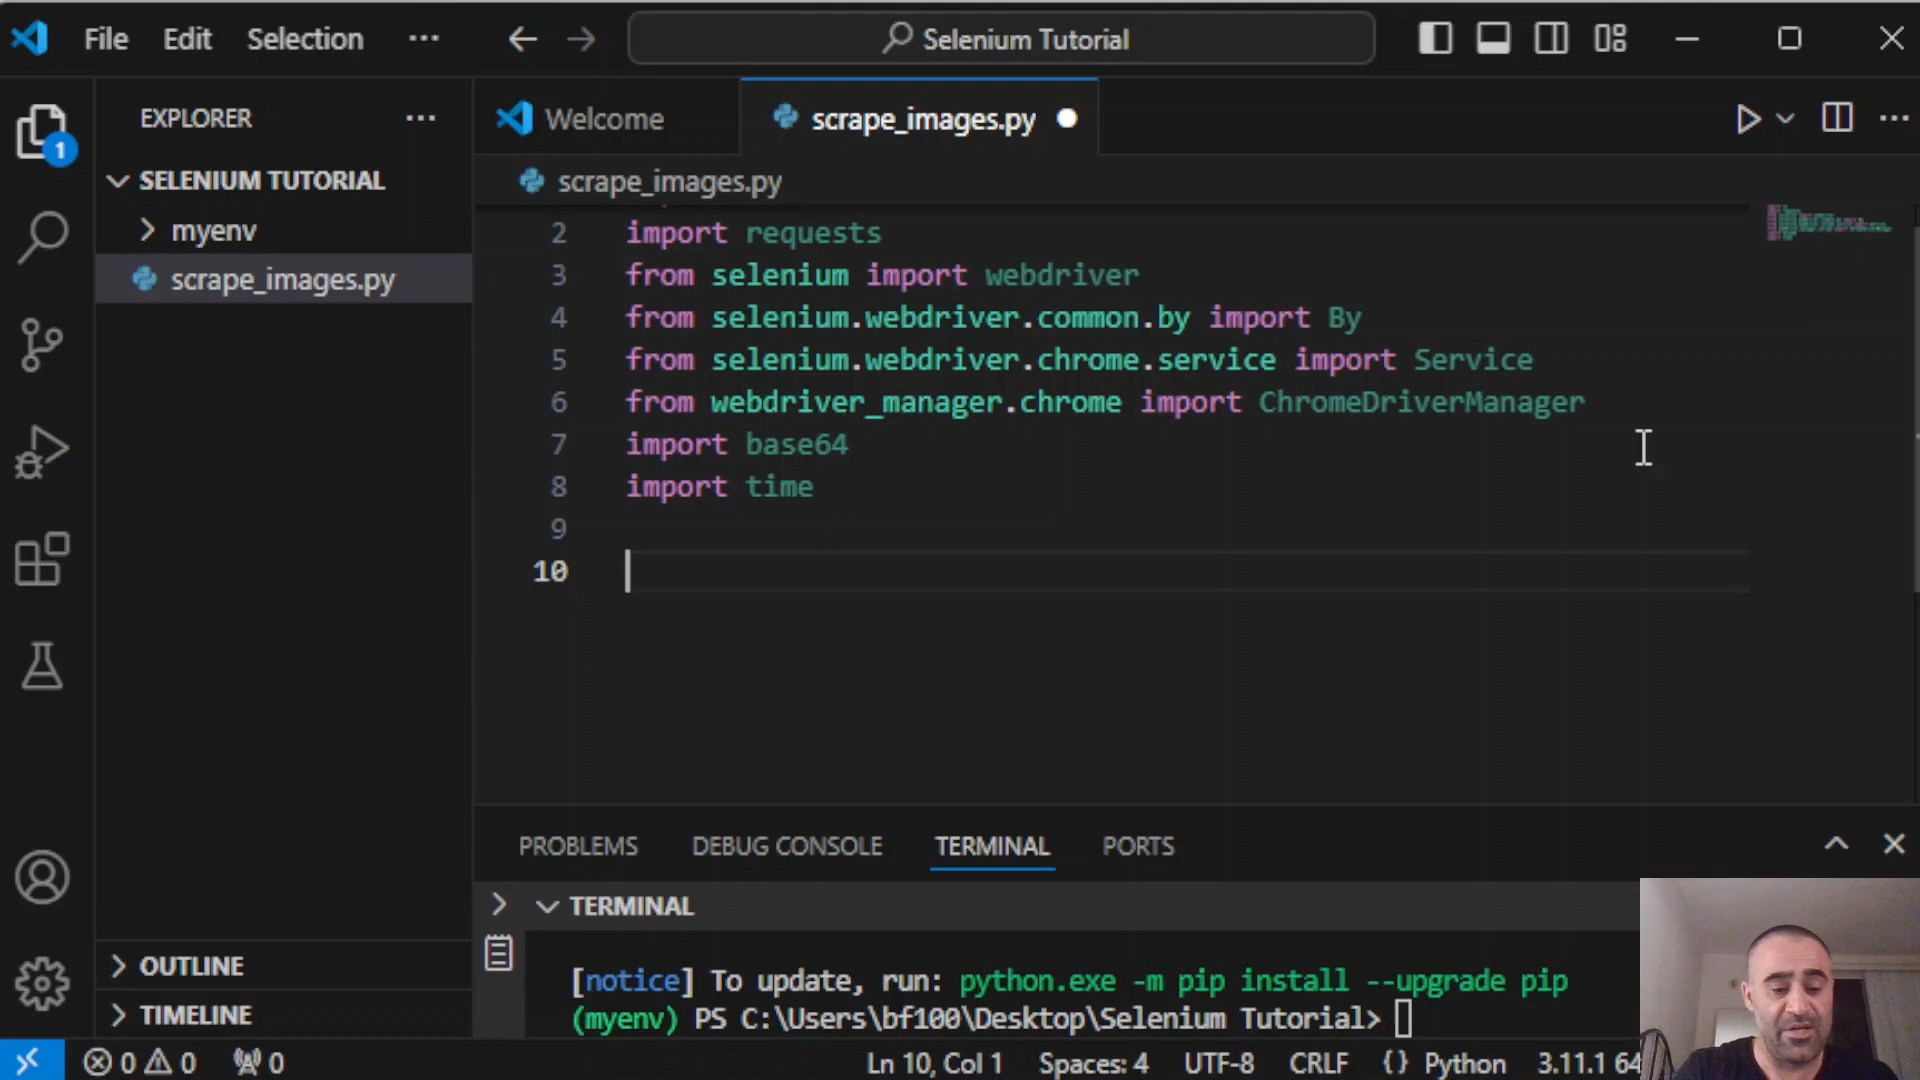 File Edit Selection ··· Selenium Tutorial
EXPLORER ···
1
SELENIUM TUTORIAL
myenv
scrape_images.py
OUTLINE
TIMELINE
Welcome scrape_images.py ···
scrape_images.py
2 import requests
3 from selenium import webdriver
4 from selenium.webdriver.common.by import By
5 from selenium.webdriver.chrome.service import Service
6 from webdriver_manager.chrome import ChromeDriverManager
7 import base64
8 import time
9
10
PROBLEMS DEBUG CONSOLE TERMINAL PORTS
TERMINAL
[notice] To update, run: python.exe -m pip install --upgrade pip
(myenv) PS C:\Users\bf100\Desktop\Selenium Tutorial>
0 0 0 Ln 10, Col 1 Spaces: 4 UTF-8 CRLF {} Python 3.11.1 64